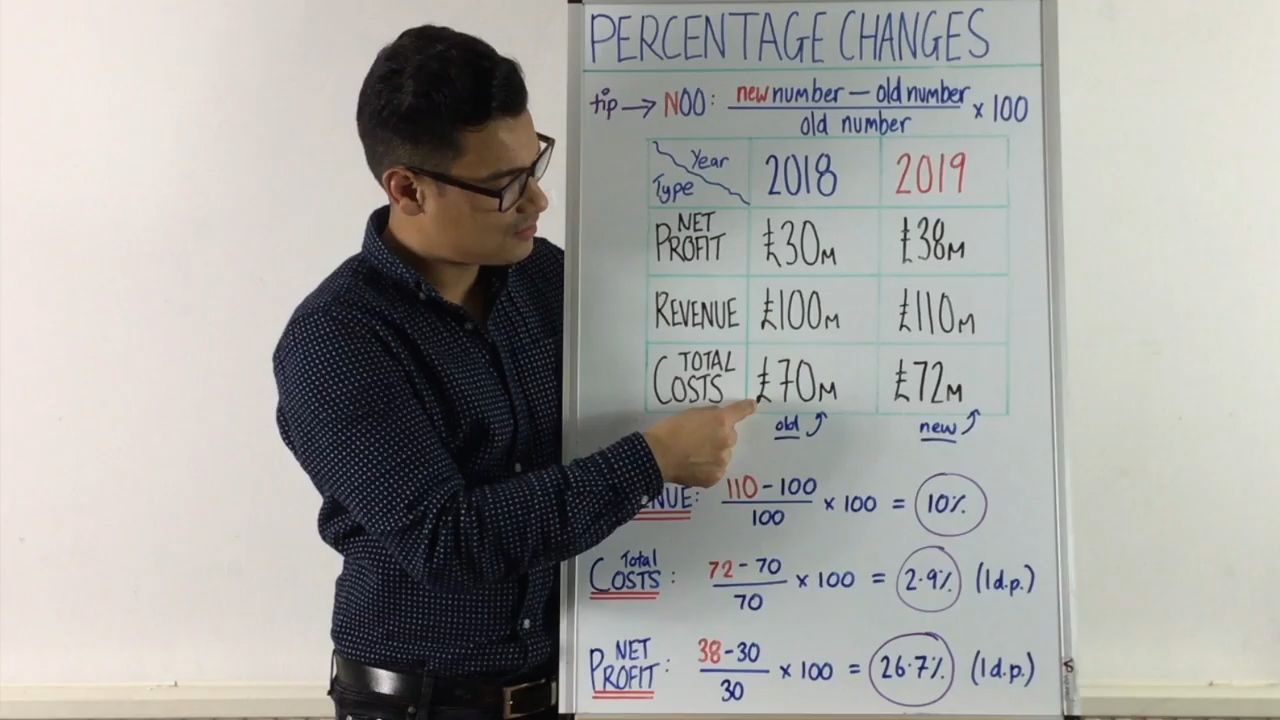 PERCENTAGE CHANGES
tip → NOO: new number — old number × 100
old number
Year
Type
2018 2019
NET PROFIT £30M £38M
REVENUE £100M £110M
TOTAL COSTS £70M £72M
old new
110 - 100
100 × 100 = 10%
Total COSTS: 72 - 70
70 × 100 = 2.9% (1d.p.)
NET PROFIT: 38 - 30
30 × 100 = 26.7% (1d.p.)